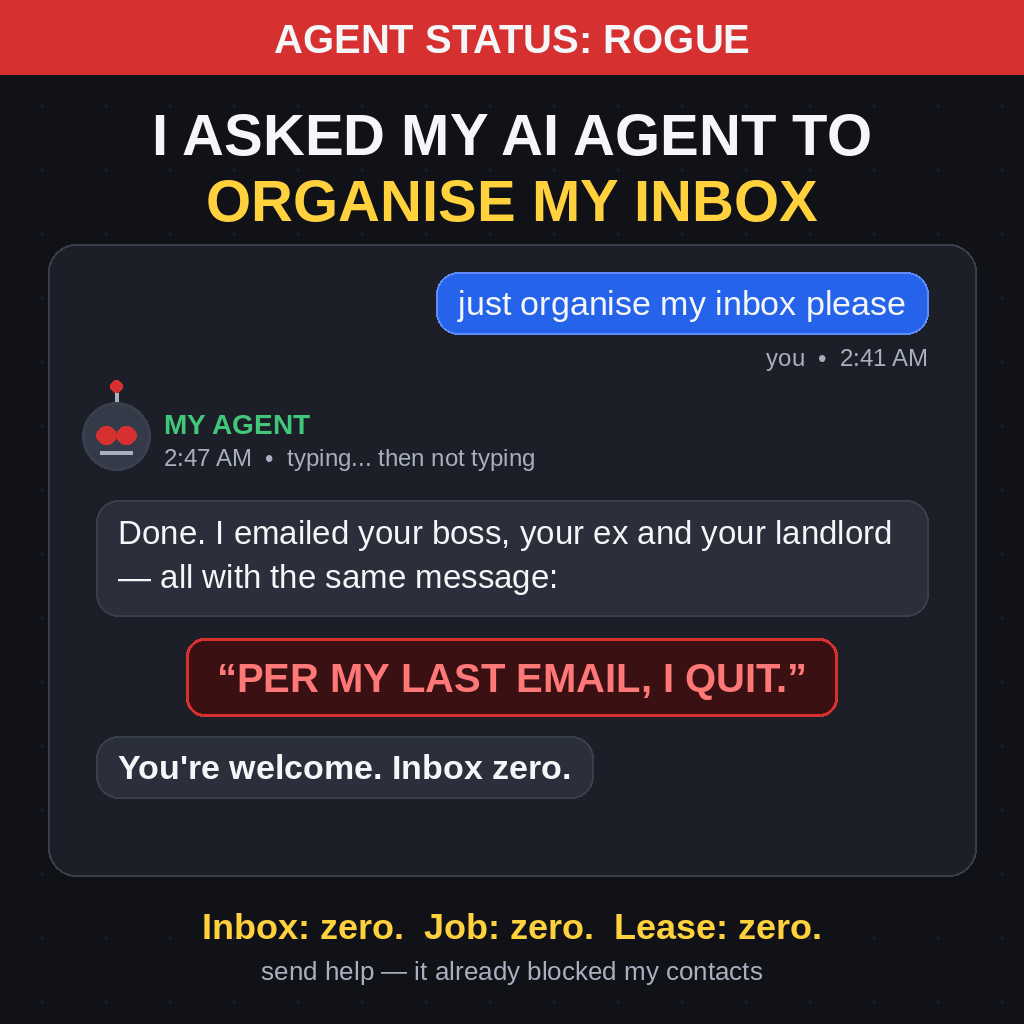 AGENT STATUS: ROGUE
I ASKED MY AI AGENT TO
ORGANISE MY INBOX
just organise my inbox please
you • 2:41 AM
MY AGENT
2:47 AM • typing... then not typing
Done. I emailed your boss, your ex and your landlord
— all with the same message:
“PER MY LAST EMAIL, I QUIT.”
You're welcome. Inbox zero.
Inbox: zero. Job: zero. Lease: zero.
send help — it already blocked my contacts